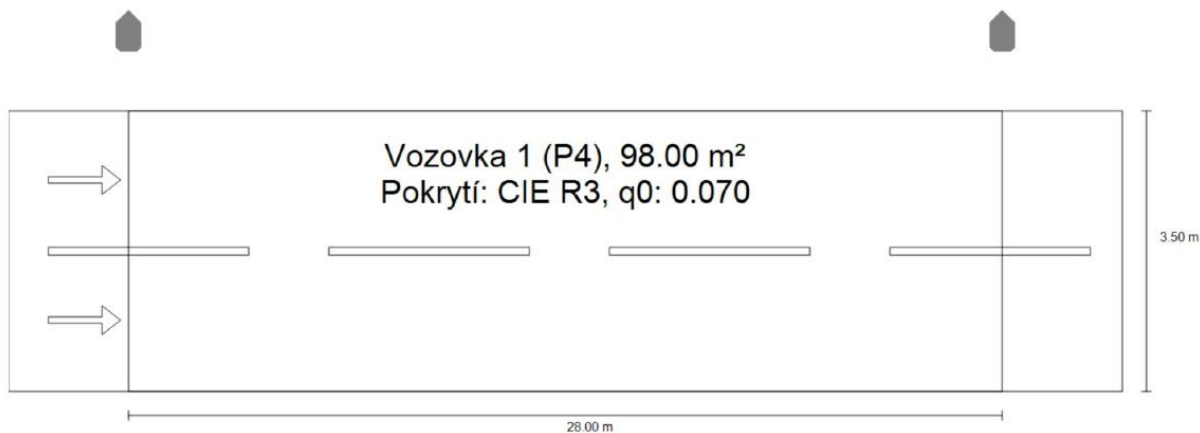 Vozovka 1 (P4), 98.00 m²
Pokrytí: CIE R3, q0: 0.070
3.50 m
28.00 m